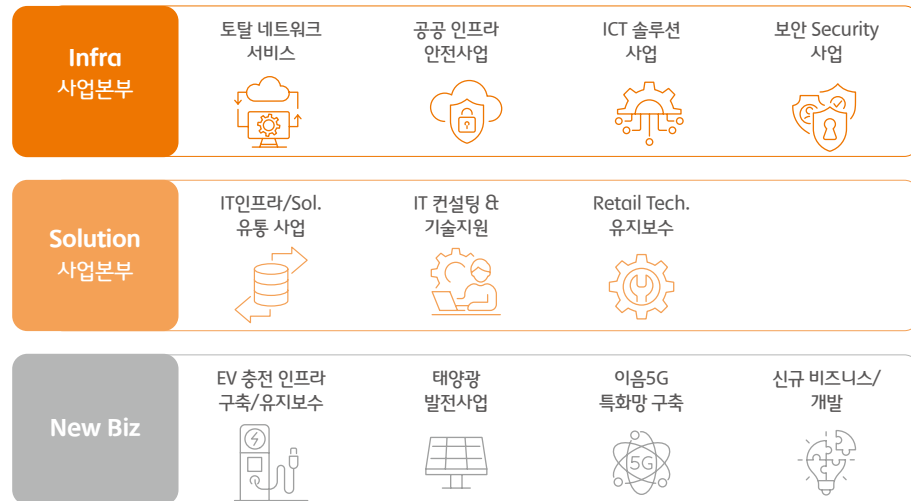 Infra
사업본부
토탈 네트워크
서비스
공공 인프라
안전사업
ICT 솔루션
사업
보안 Security
사업
Solution
사업본부
IT인프라/Sol.
유통 사업
IT 컨설팅 &
기술지원
Retail Tech.
유지보수
New Biz
EV 충전 인프라
구축/유지보수
태양광
발전사업
이음5G
특화망 구축
5G
신규 비즈니스/
개발